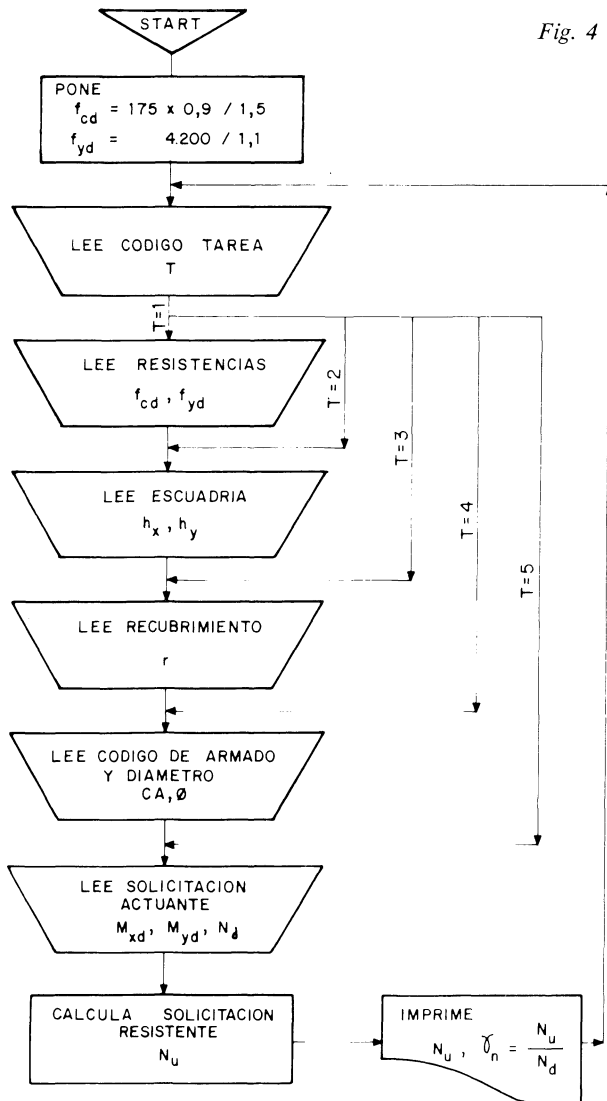 START
Fig. 4
PONE
f_cd = 175 x 0,9 / 1,5
f_yd = 4.200 / 1,1
LEE CODIGO TAREA
T
T=1
LEE RESISTENCIAS
f_cd , f_yd
T=2
T=3
T=4
T=5
LEE ESCUADRIA
h_x , h_y
LEE RECUBRIMIENTO
r
LEE CODIGO DE ARMADO
Y DIAMETRO
CA, Ø
LEE SOLICITACION
ACTUANTE
M_xd , M_yd , N_d
CALCULA SOLICITACION
RESISTENTE
N_u
IMPRIME
N_u , γ_n = N_u / N_d